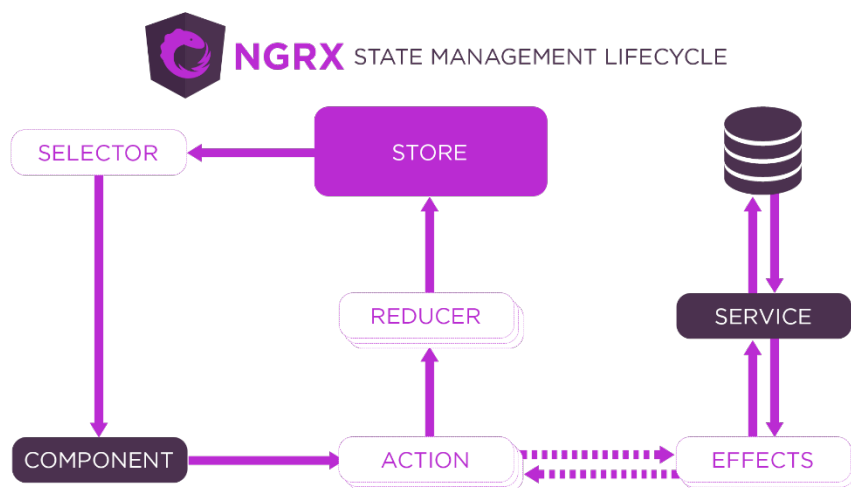 NGRX STATE MANAGEMENT LIFECYCLE
SELECTOR
STORE
REDUCER
SERVICE
COMPONENT
ACTION
EFFECTS